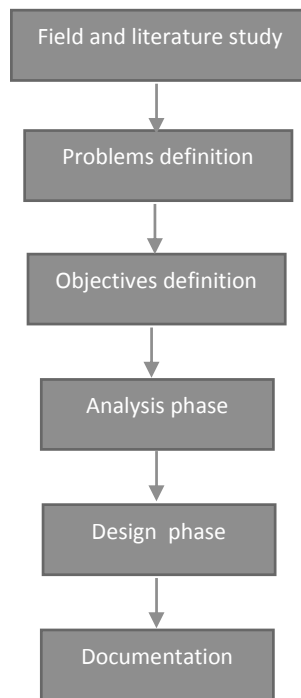 Field and literature study
Problems definition
Objectives definition
Analysis phase
Design phase
Documentation